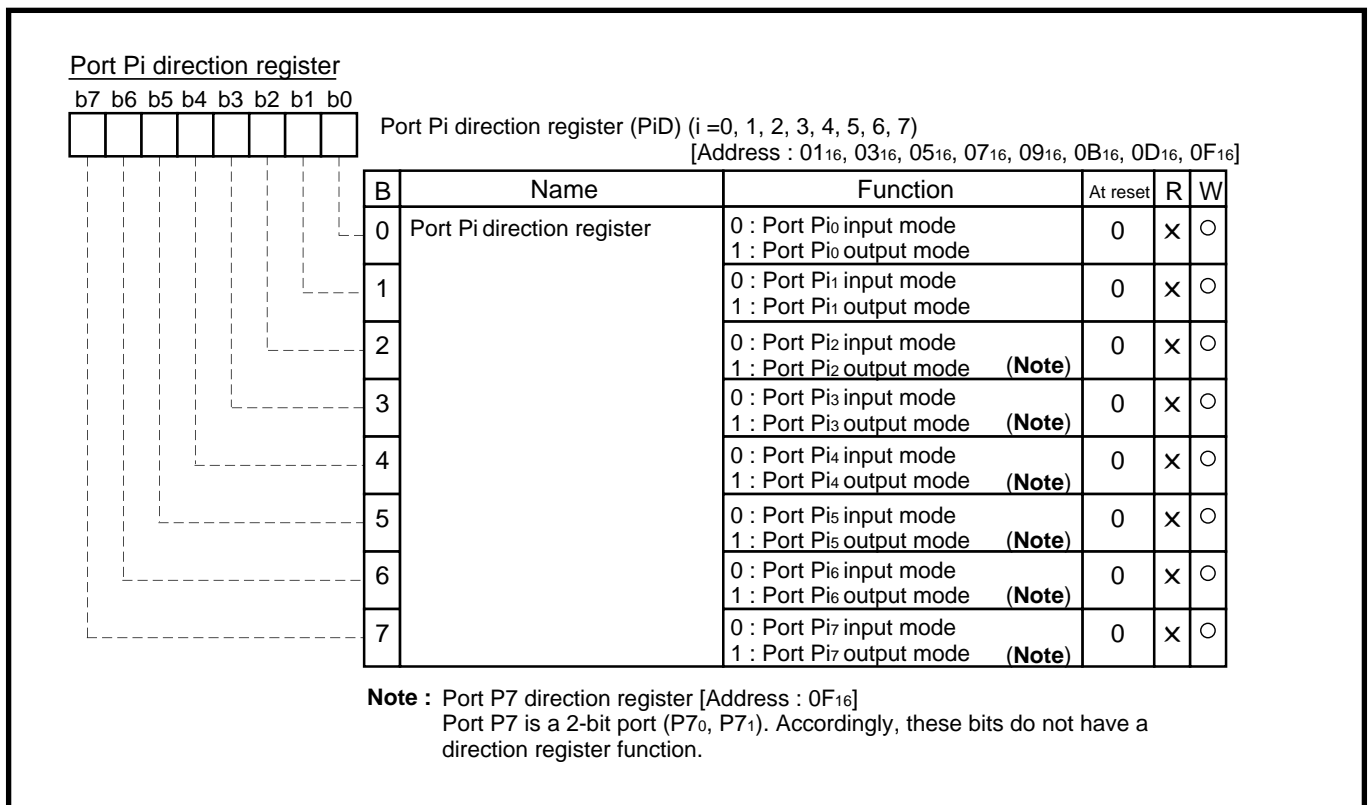 Port Pi direction register
b7 b6 b5 b4 b3 b2 b1 b0
Port Pi direction register (PiD) (i =0, 1, 2, 3, 4, 5, 6, 7)
[Address : 0116, 0316, 0516, 0716, 0916, 0B16, 0D16, 0F16]
B Name Function At reset R W
0 Port Pi direction register 0 : Port Pi0 input mode 0 × ○
1 : Port Pi0 output mode
1 0 : Port Pi1 input mode 0 × ○
1 : Port Pi1 output mode
2 0 : Port Pi2 input mode 0 × ○
1 : Port Pi2 output mode (Note)
3 0 : Port Pi3 input mode 0 × ○
1 : Port Pi3 output mode (Note)
4 0 : Port Pi4 input mode 0 × ○
1 : Port Pi4 output mode (Note)
5 0 : Port Pi5 input mode 0 × ○
1 : Port Pi5 output mode (Note)
6 0 : Port Pi6 input mode 0 × ○
1 : Port Pi6 output mode (Note)
7 0 : Port Pi7 input mode 0 × ○
1 : Port Pi7 output mode (Note)
Note : Port P7 direction register [Address : 0F16]
Port P7 is a 2-bit port (P70, P71). Accordingly, these bits do not have a
direction register function.